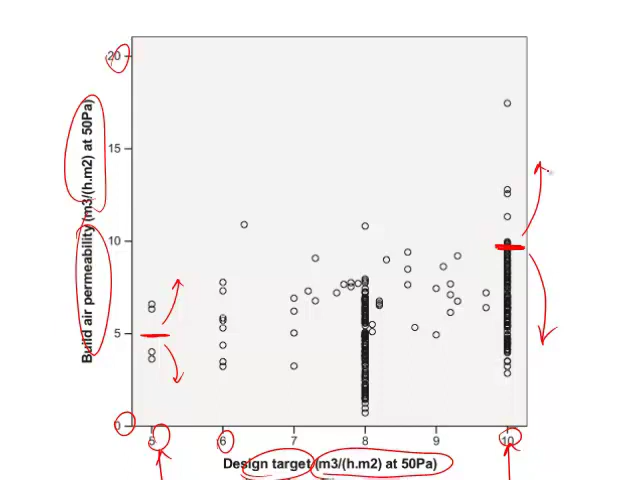 20
15
10
5
0
Build air permeability (m3/(h.m2) at 50Pa)
5 6 7 8 9 10
Design target (m3/(h.m2) at 50Pa)